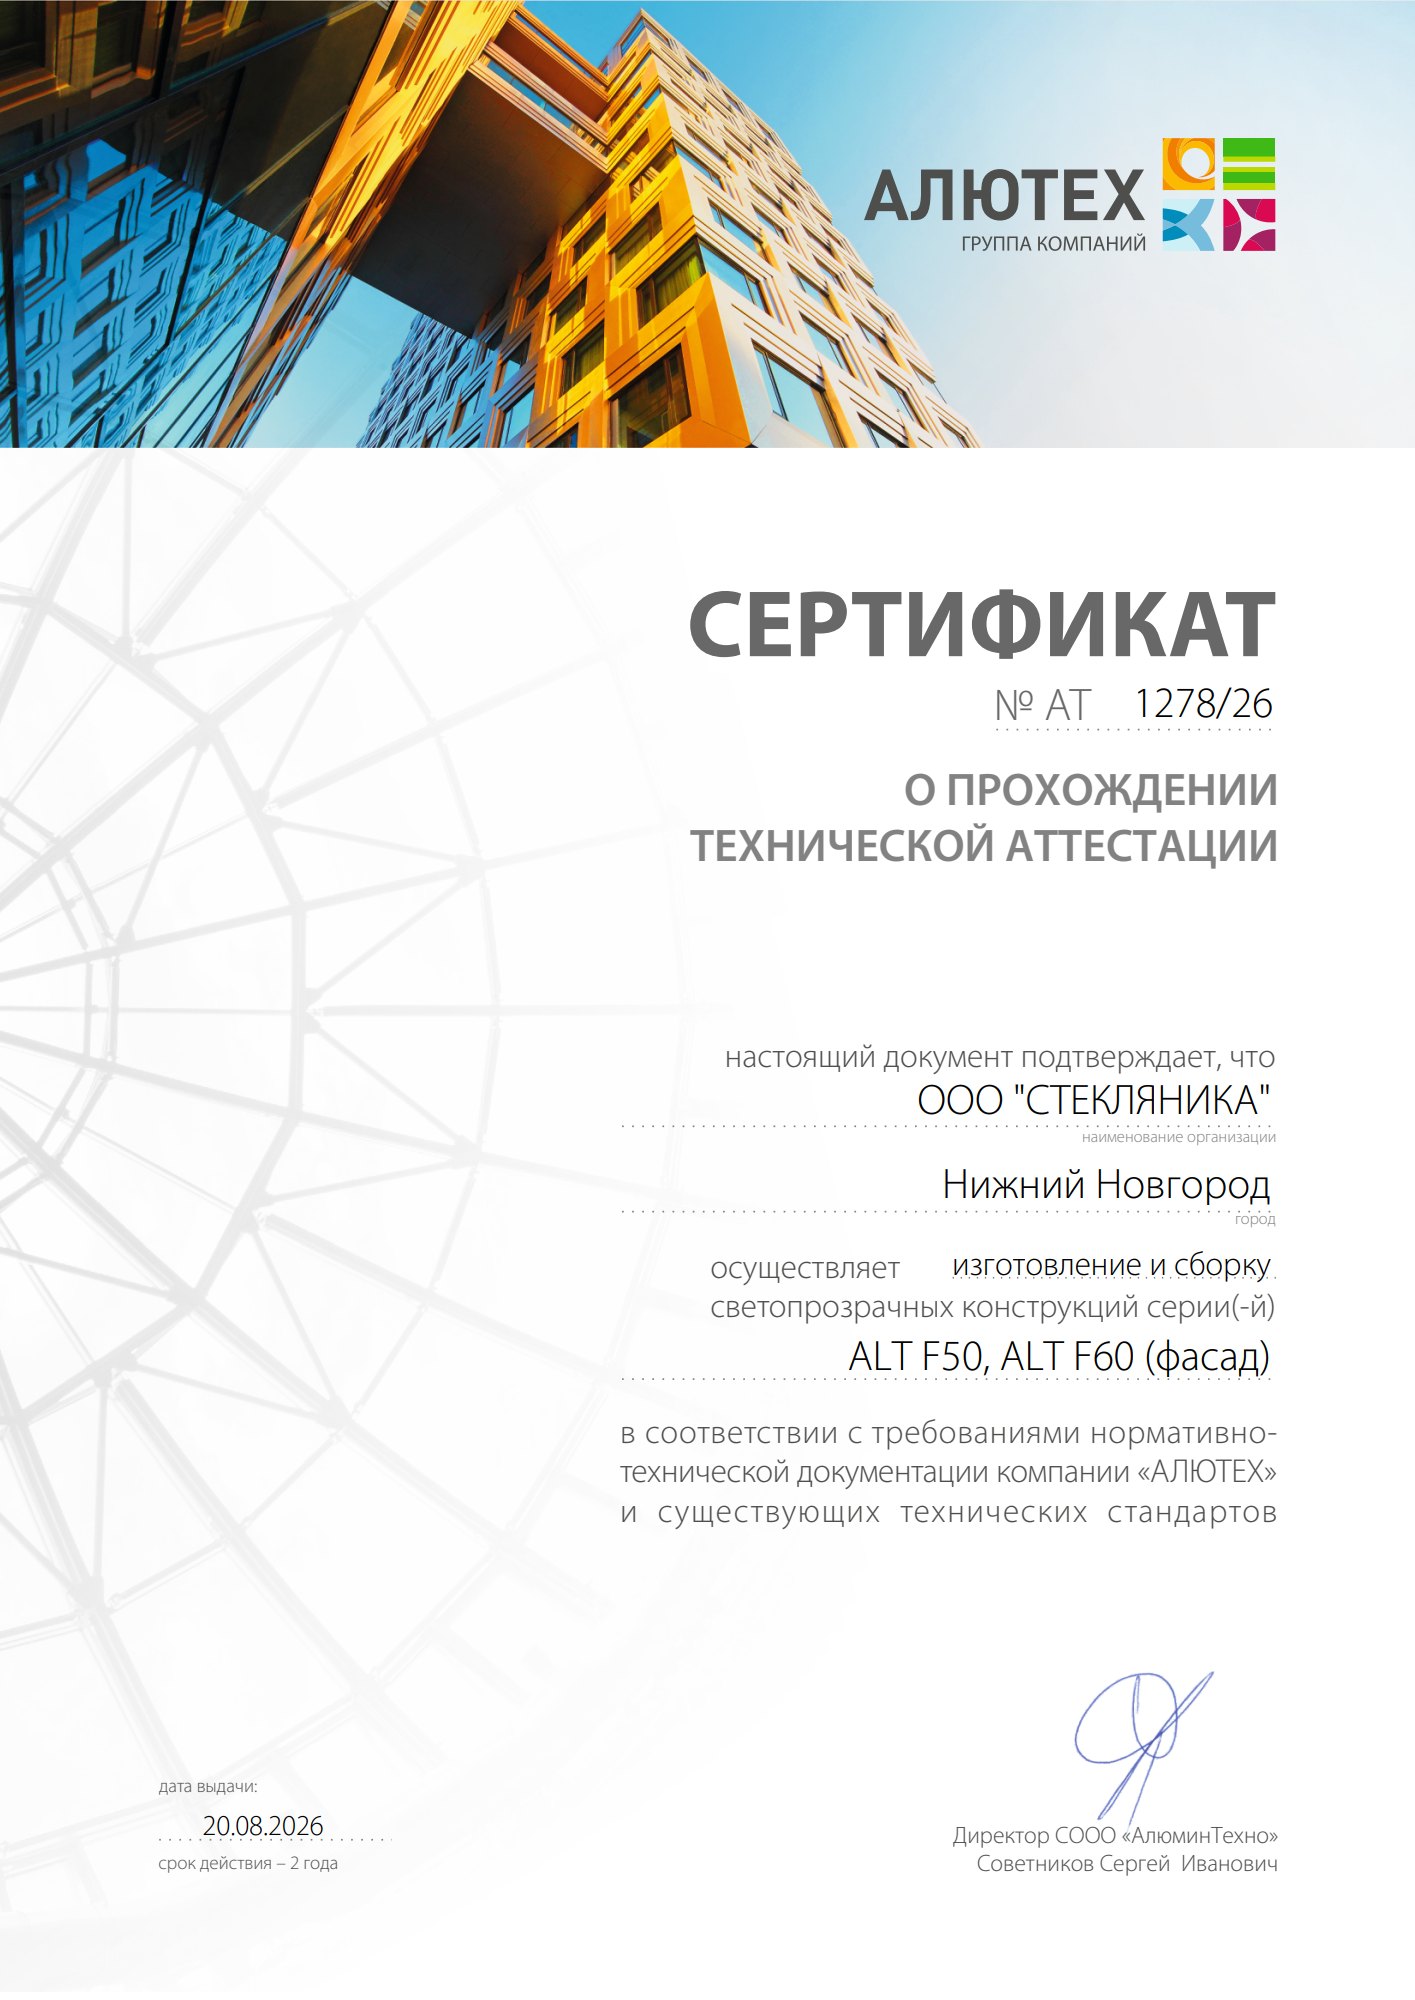 АЛЮТЕХ
ГРУППА КОМПАНИЙ
СЕРТИФИКАТ
№ АТ 1278/26
О ПРОХОЖДЕНИИ
ТЕХНИЧЕСКОЙ АТТЕСТАЦИИ
настоящий документ подтверждает, что
ООО "СТЕКЛЯНИКА"
наименование организации
Нижний Новгород
город
осуществляет изготовление и сборку
светопрозрачных конструкций серии(-й)
ALT F50, ALT F60 (фасад)
в соответствии с требованиями нормативно-
технической документации компании «АЛЮТЕХ»
и существующих технических стандартов
дата выдачи:
20.08.2026
срок действия – 2 года
Директор СООО «АлюминТехно»
Советников Сергей Иванович